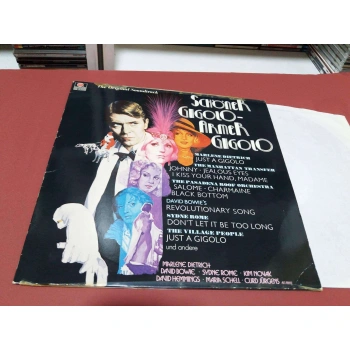 The Original Soundtrack
SCHÖNER
GIGOLO-
ARMER
GIGOLO
MARLENE DIETRICH
JUST A GIGOLO
THE MANHATTAN TRANSFER
JOHNNY - JEALOUS EYES
I KISS YOUR HAND, MADAME
THE PASADENA ROOF ORCHESTRA
SALOME - CHARMAINE
BLACK BOTTOM
DAVID BOWIE'S
REVOLUTIONARY SONG
SYDNE ROME
DON'T LET IT BE TOO LONG
THE VILLAGE PEOPLE
JUST A GIGOLO
und andere
MARLENE DIETRICH
DAVID BOWIE · SYDNE ROME · KIM NOVAK
DAVID HEMMINGS · MARIA SCHELL · CURD JÜRGENS